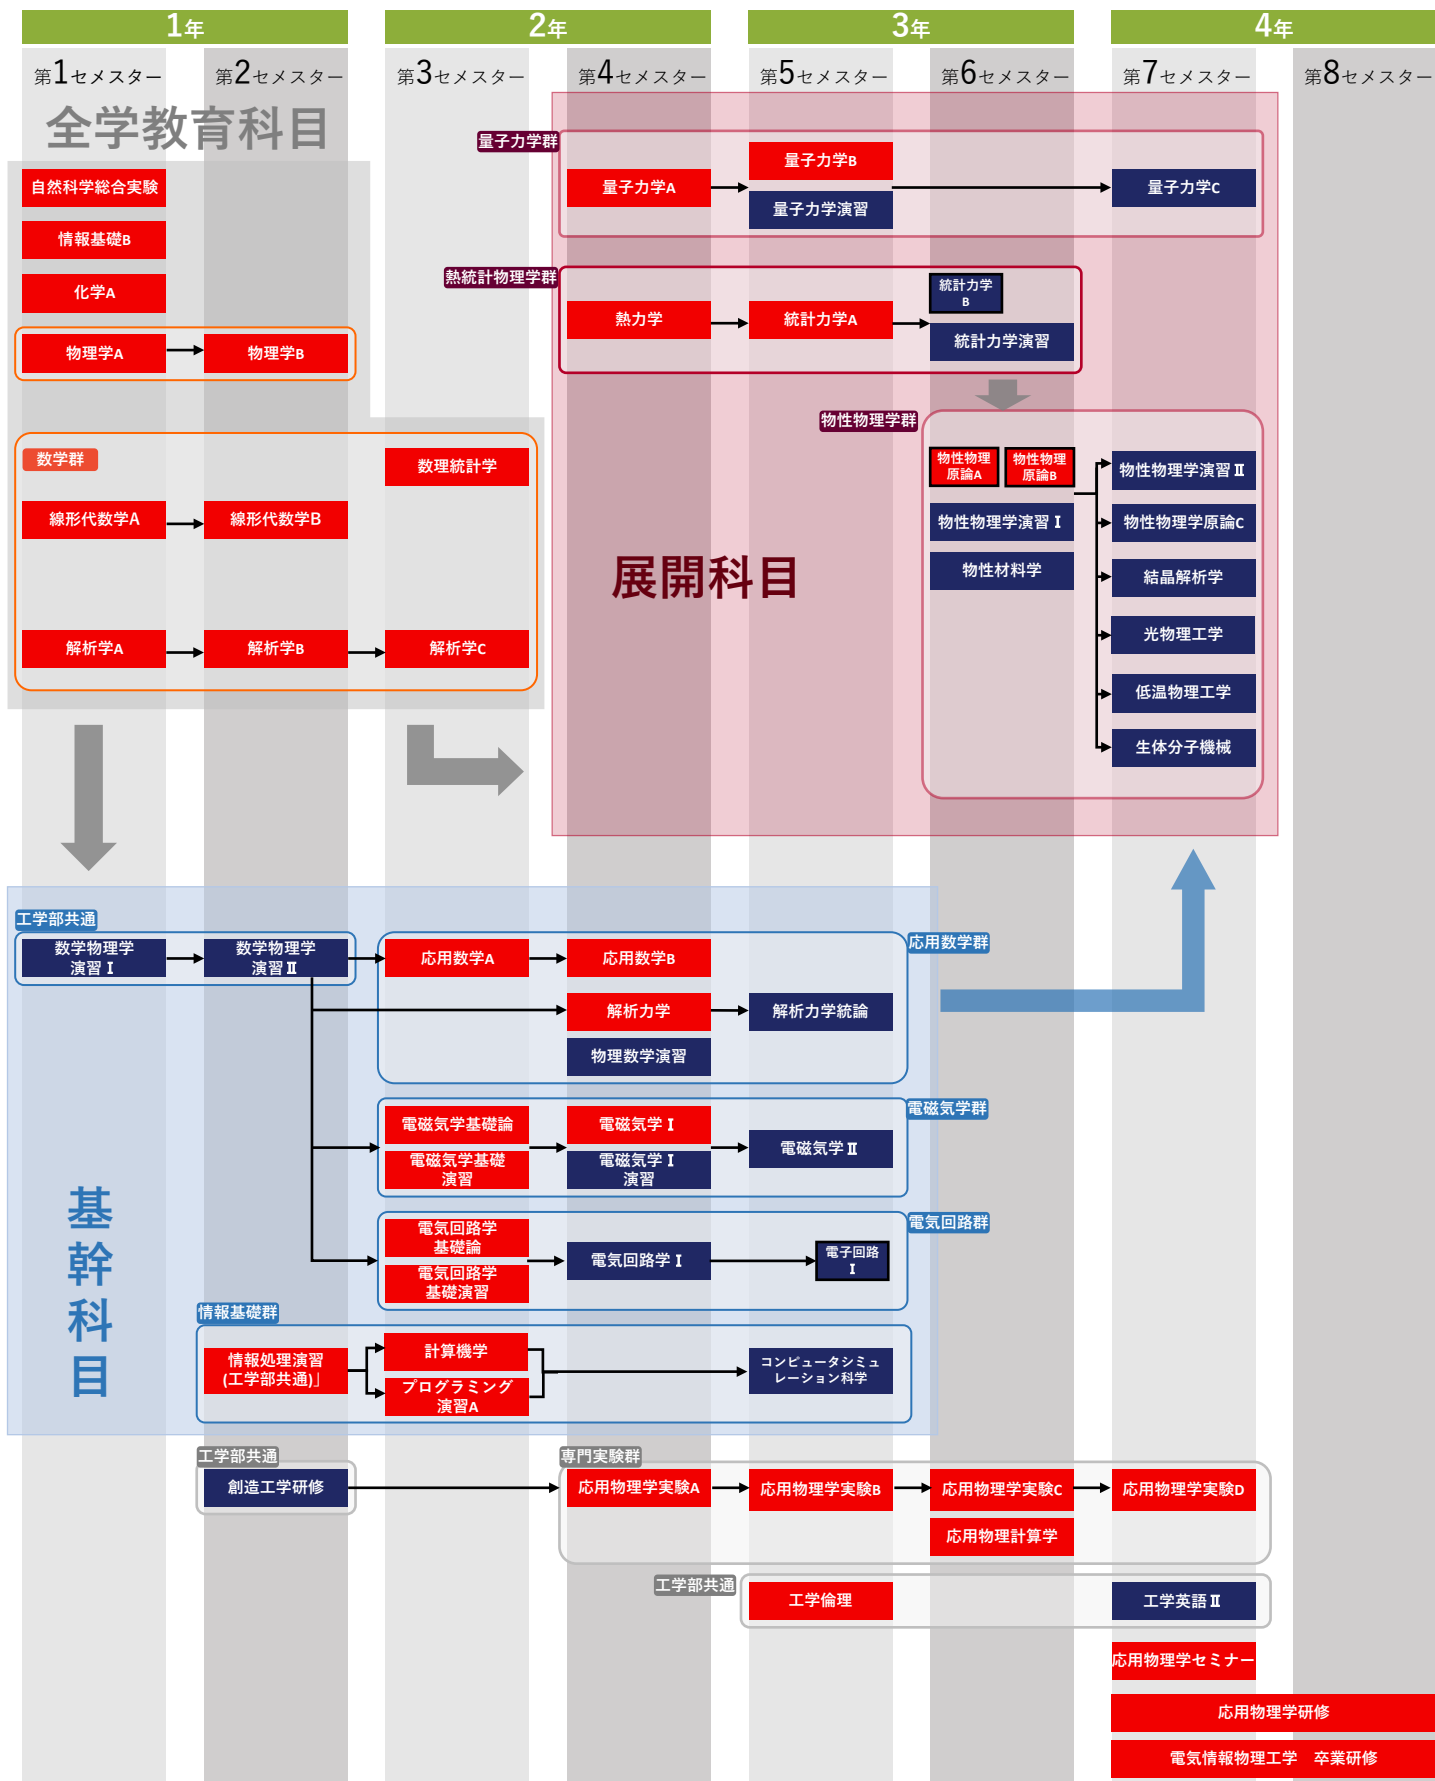 1年
2年
3年
4年
第1セメスター
第2セメスター
第3セメスター
第4セメスター
第5セメスター
第6セメスター
第7セメスター
第8セメスター
全学教育科目
自然科学総合実験
情報基礎B
化学A
物理学A
物理学B
数学群
数理統計学
線形代数学A
線形代数学B
解析学A
解析学B
解析学C
展開科目
量子力学群
量子力学A
量子力学B
量子力学演習
量子力学C
熱統計物理学群
熱力学
統計力学A
統計力学
B
統計力学演習
物性物理学群
物性物理
原論A
物性物理
原論B
物性物理学演習Ⅰ
物性材料学
物性物理学演習Ⅱ
物性物理学原論C
結晶解析学
光物理工学
低温物理工学
生体分子機械
基
幹
科
目
工学部共通
数学物理学
演習Ⅰ
数学物理学
演習Ⅱ
応用数学群
応用数学A
応用数学B
解析力学
解析力学統論
物理数学演習
電磁気学群
電磁気学基礎論
電磁気学基礎
演習
電磁気学Ⅰ
電磁気学Ⅰ
演習
電磁気学Ⅱ
電気回路群
電気回路学
基礎論
電気回路学
基礎演習
電気回路学Ⅰ
電子回路
Ⅰ
情報基礎群
情報処理演習
(工学部共通)」
計算機学
プログラミング
演習A
コンピュータシミュ
レーション科学
工学部共通
創造工学研修
専門実験群
応用物理学実験A
応用物理学実験B
応用物理学実験C
応用物理学実験D
応用物理計算学
工学部共通
工学倫理
工学英語Ⅱ
応用物理学セミナー
応用物理学研修
電気情報物理工学　卒業研修